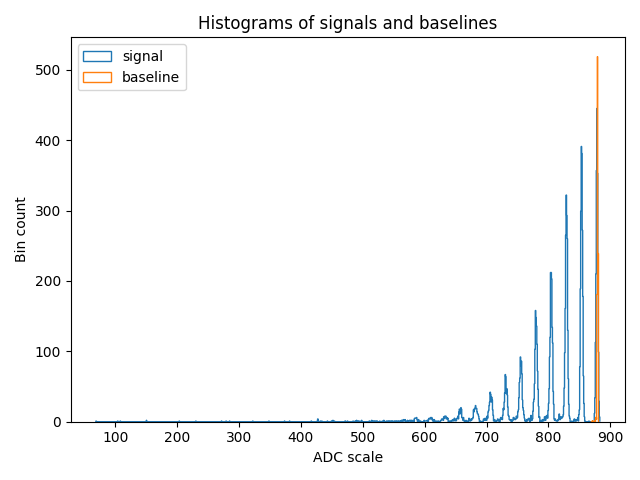 Histograms of signals and baselines
signal
baseline
500
400
300
200
100
0
Bin count
100 200 300 400 500 600 700 800 900
ADC scale